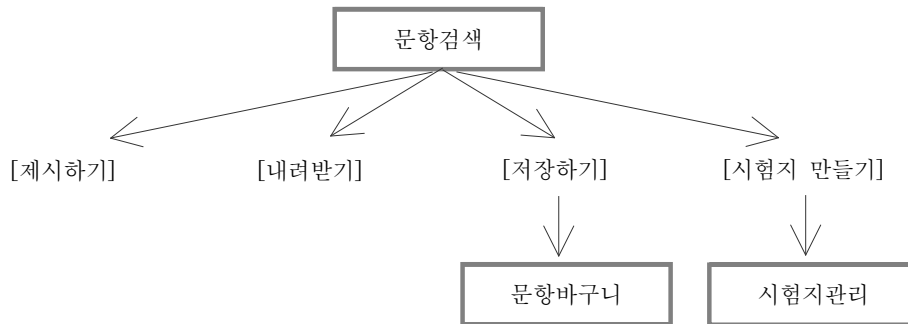 문항검색
[제시하기]
[내려받기]
[저장하기]
[시험지 만들기]
문항바구니
시험지관리